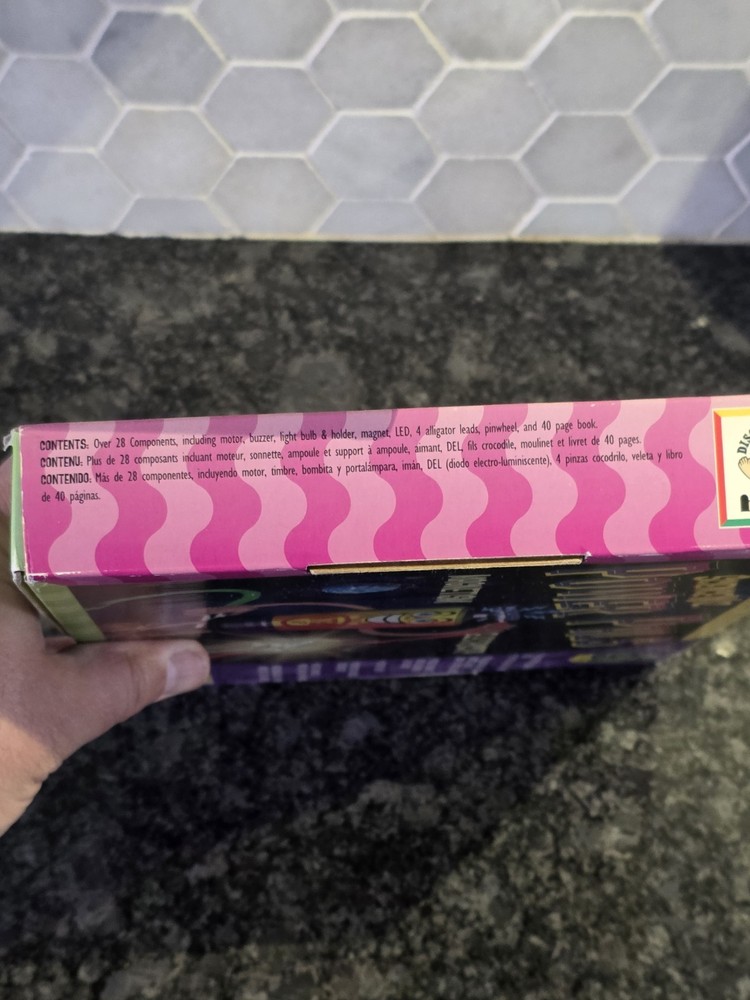 CONTENTS: Over 28 Components, including motor, buzzer, light bulb & holder, magnet, LED, 4 alligator leads, pinwheel, and 40 page book.
CONTENU: Plus de 28 composants incluant moteur, sonnette, ampoule et support à ampoule, aimant, DEL, fils crocodile, moulinet et livret de 40 pages.
CONTENIDO: Más de 28 componentes, incluyendo motor, timbre, bombita y portalámpara, imán, DEL (diodo electro-luminiscente), 4 pinzas cocodrilo, veleta y libro
de 40 páginas.